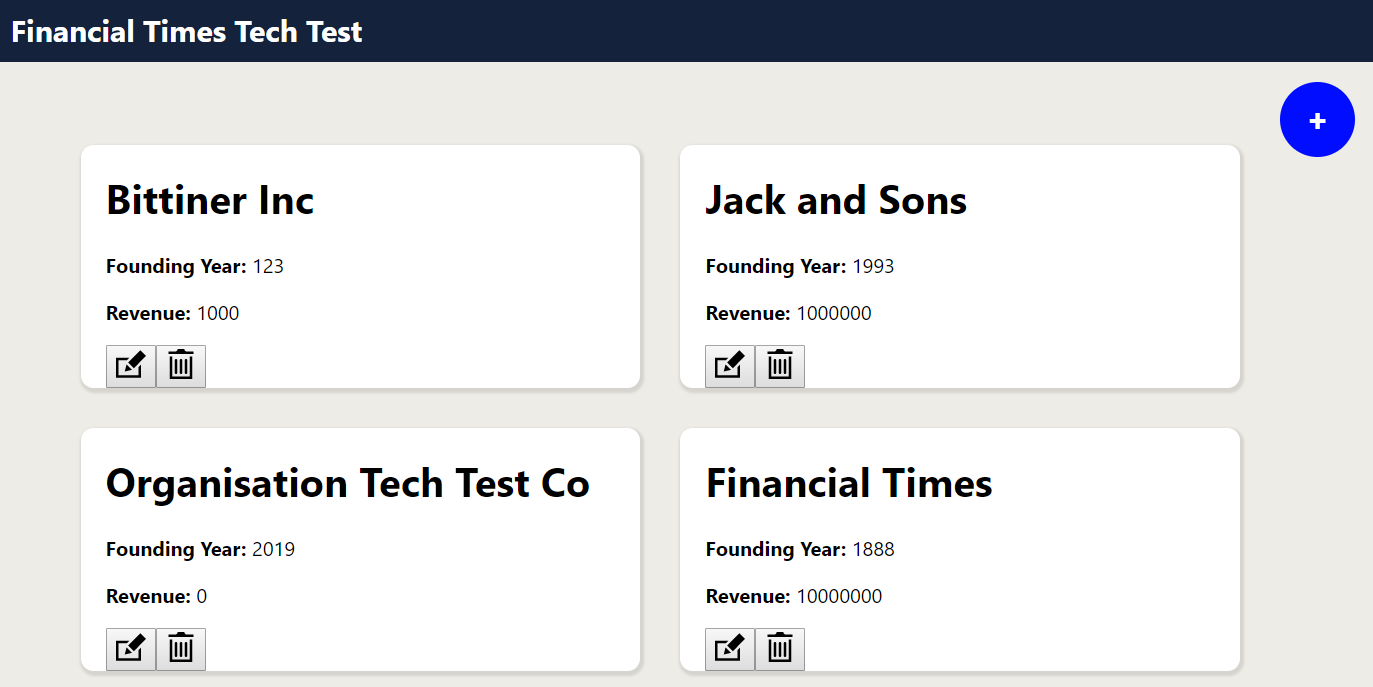 Financial Times Tech Test
+
Bittiner Inc
Founding Year: 123
Revenue: 1000
Jack and Sons
Founding Year: 1993
Revenue: 1000000
Organisation Tech Test Co
Founding Year: 2019
Revenue: 0
Financial Times
Founding Year: 1888
Revenue: 10000000